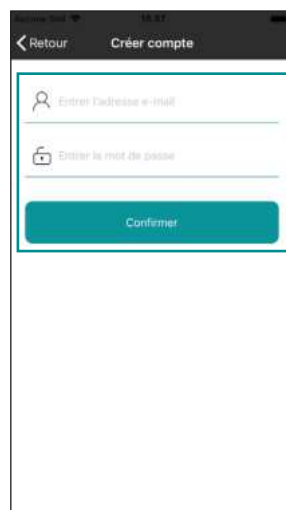 Retour
Créer compte
Entrer l'adresse e-mail
Entrer le mot de passe
Confirmer